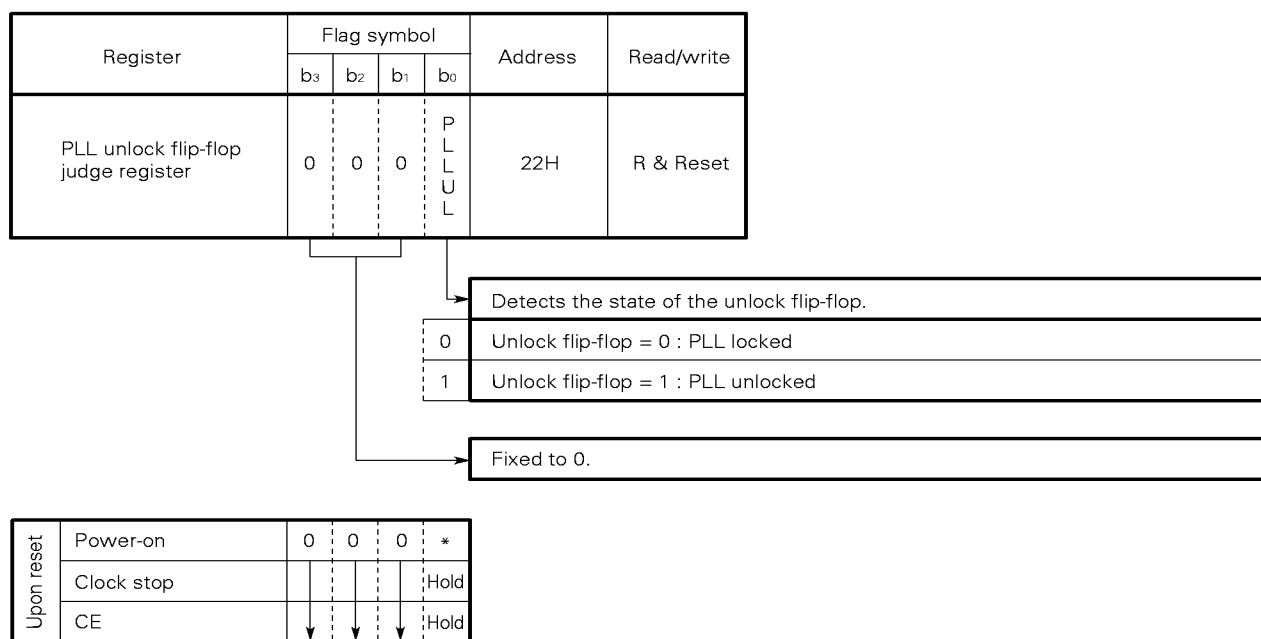 Register Flag symbol Address Read/write
b3 b2 b1 b0
PLL unlock flip-flop
judge register
0 0 0 PLLUL 22H R & Reset
Detects the state of the unlock flip-flop.
0 Unlock flip-flop = 0 : PLL locked
1 Unlock flip-flop = 1 : PLL unlocked
Fixed to 0.
Upon reset
Power-on 0 0 0 *
Clock stop Hold
CE Hold